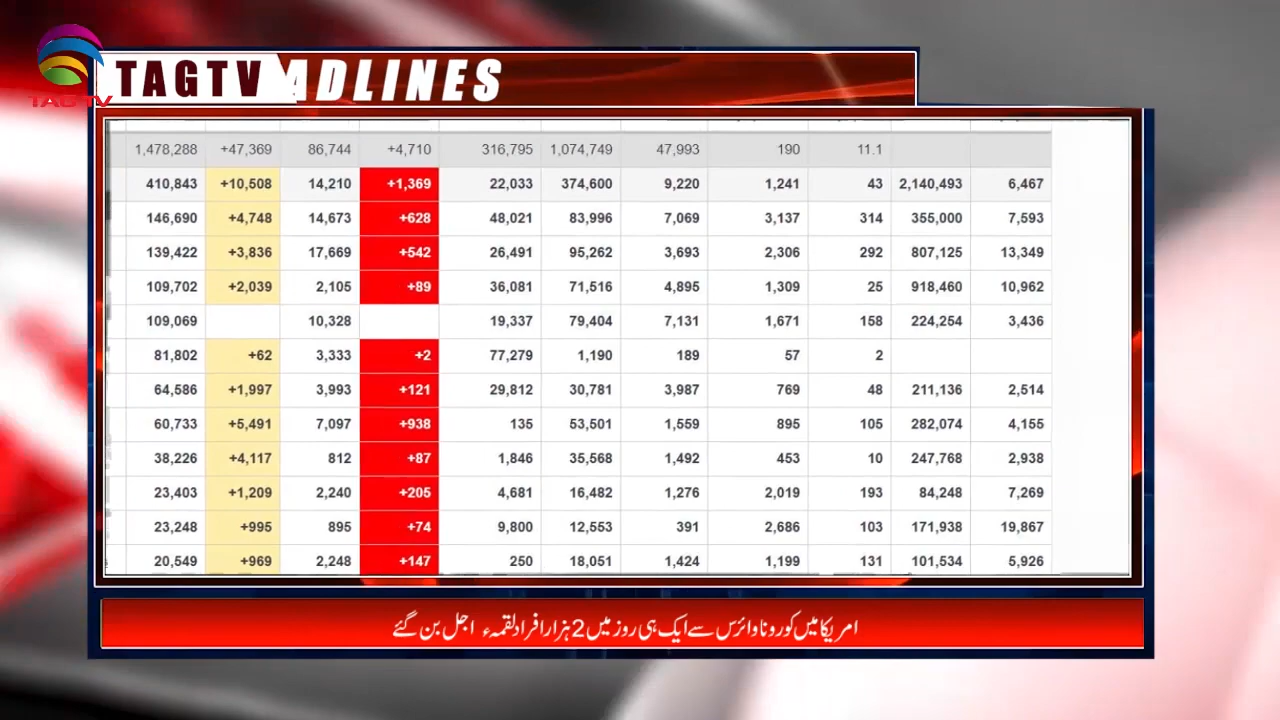 TAGTV ADLINES
TAG TV
1,478,288 +47,369 86,744 +4,710 316,795 1,074,749 47,993 190 11.1
410,843 +10,508 14,210 +1,369 22,033 374,600 9,220 1,241 43 2,140,493 6,467
146,690 +4,748 14,673 +628 48,021 83,996 7,069 3,137 314 355,000 7,593
139,422 +3,836 17,669 +542 26,491 95,262 3,693 2,306 292 807,125 13,349
109,702 +2,039 2,105 +89 36,081 71,516 4,895 1,309 25 918,460 10,962
109,069 10,328 19,337 79,404 7,131 1,671 158 224,254 3,436
81,802 +62 3,333 +2 77,279 1,190 189 57 2
64,586 +1,997 3,993 +121 29,812 30,781 3,987 769 48 211,136 2,514
60,733 +5,491 7,097 +938 135 53,501 1,559 895 105 282,074 4,155
38,226 +4,117 812 +87 1,846 35,568 1,492 453 10 247,768 2,938
23,403 +1,209 2,240 +205 4,681 16,482 1,276 2,019 193 84,248 7,269
23,248 +995 895 +74 9,800 12,553 391 2,686 103 171,938 19,867
20,549 +969 2,248 +147 250 18,051 1,424 1,199 131 101,534 5,926
امریکا میں کورونا وائرس سے ایک ہی روز میں 2 ہزار افراد لقمہء اجل بن گئے